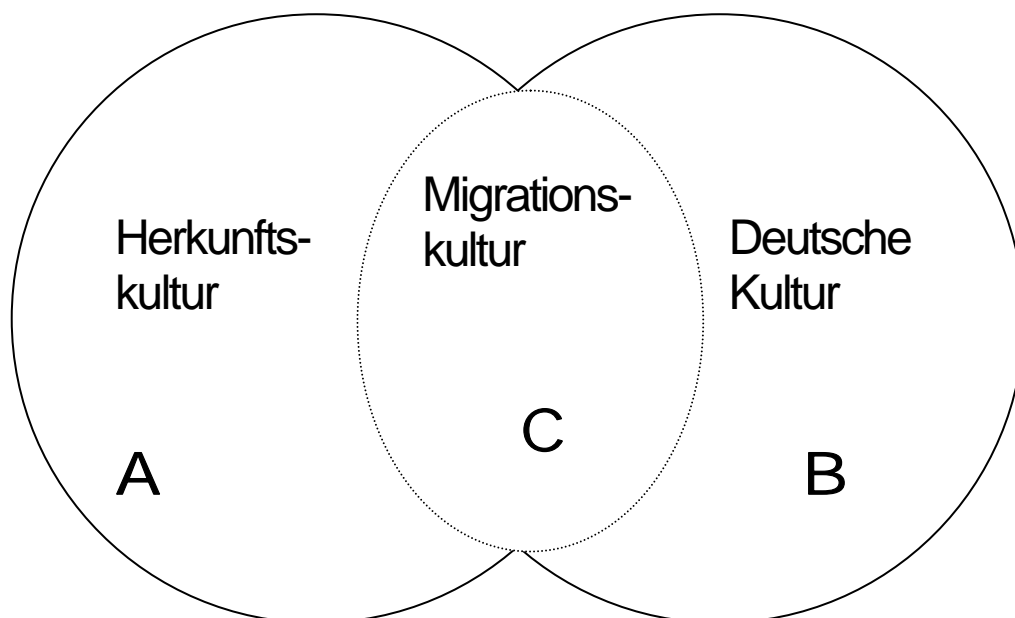 Herkunfts-
kultur
A
Migrations-
kultur
C
Deutsche
Kultur
B